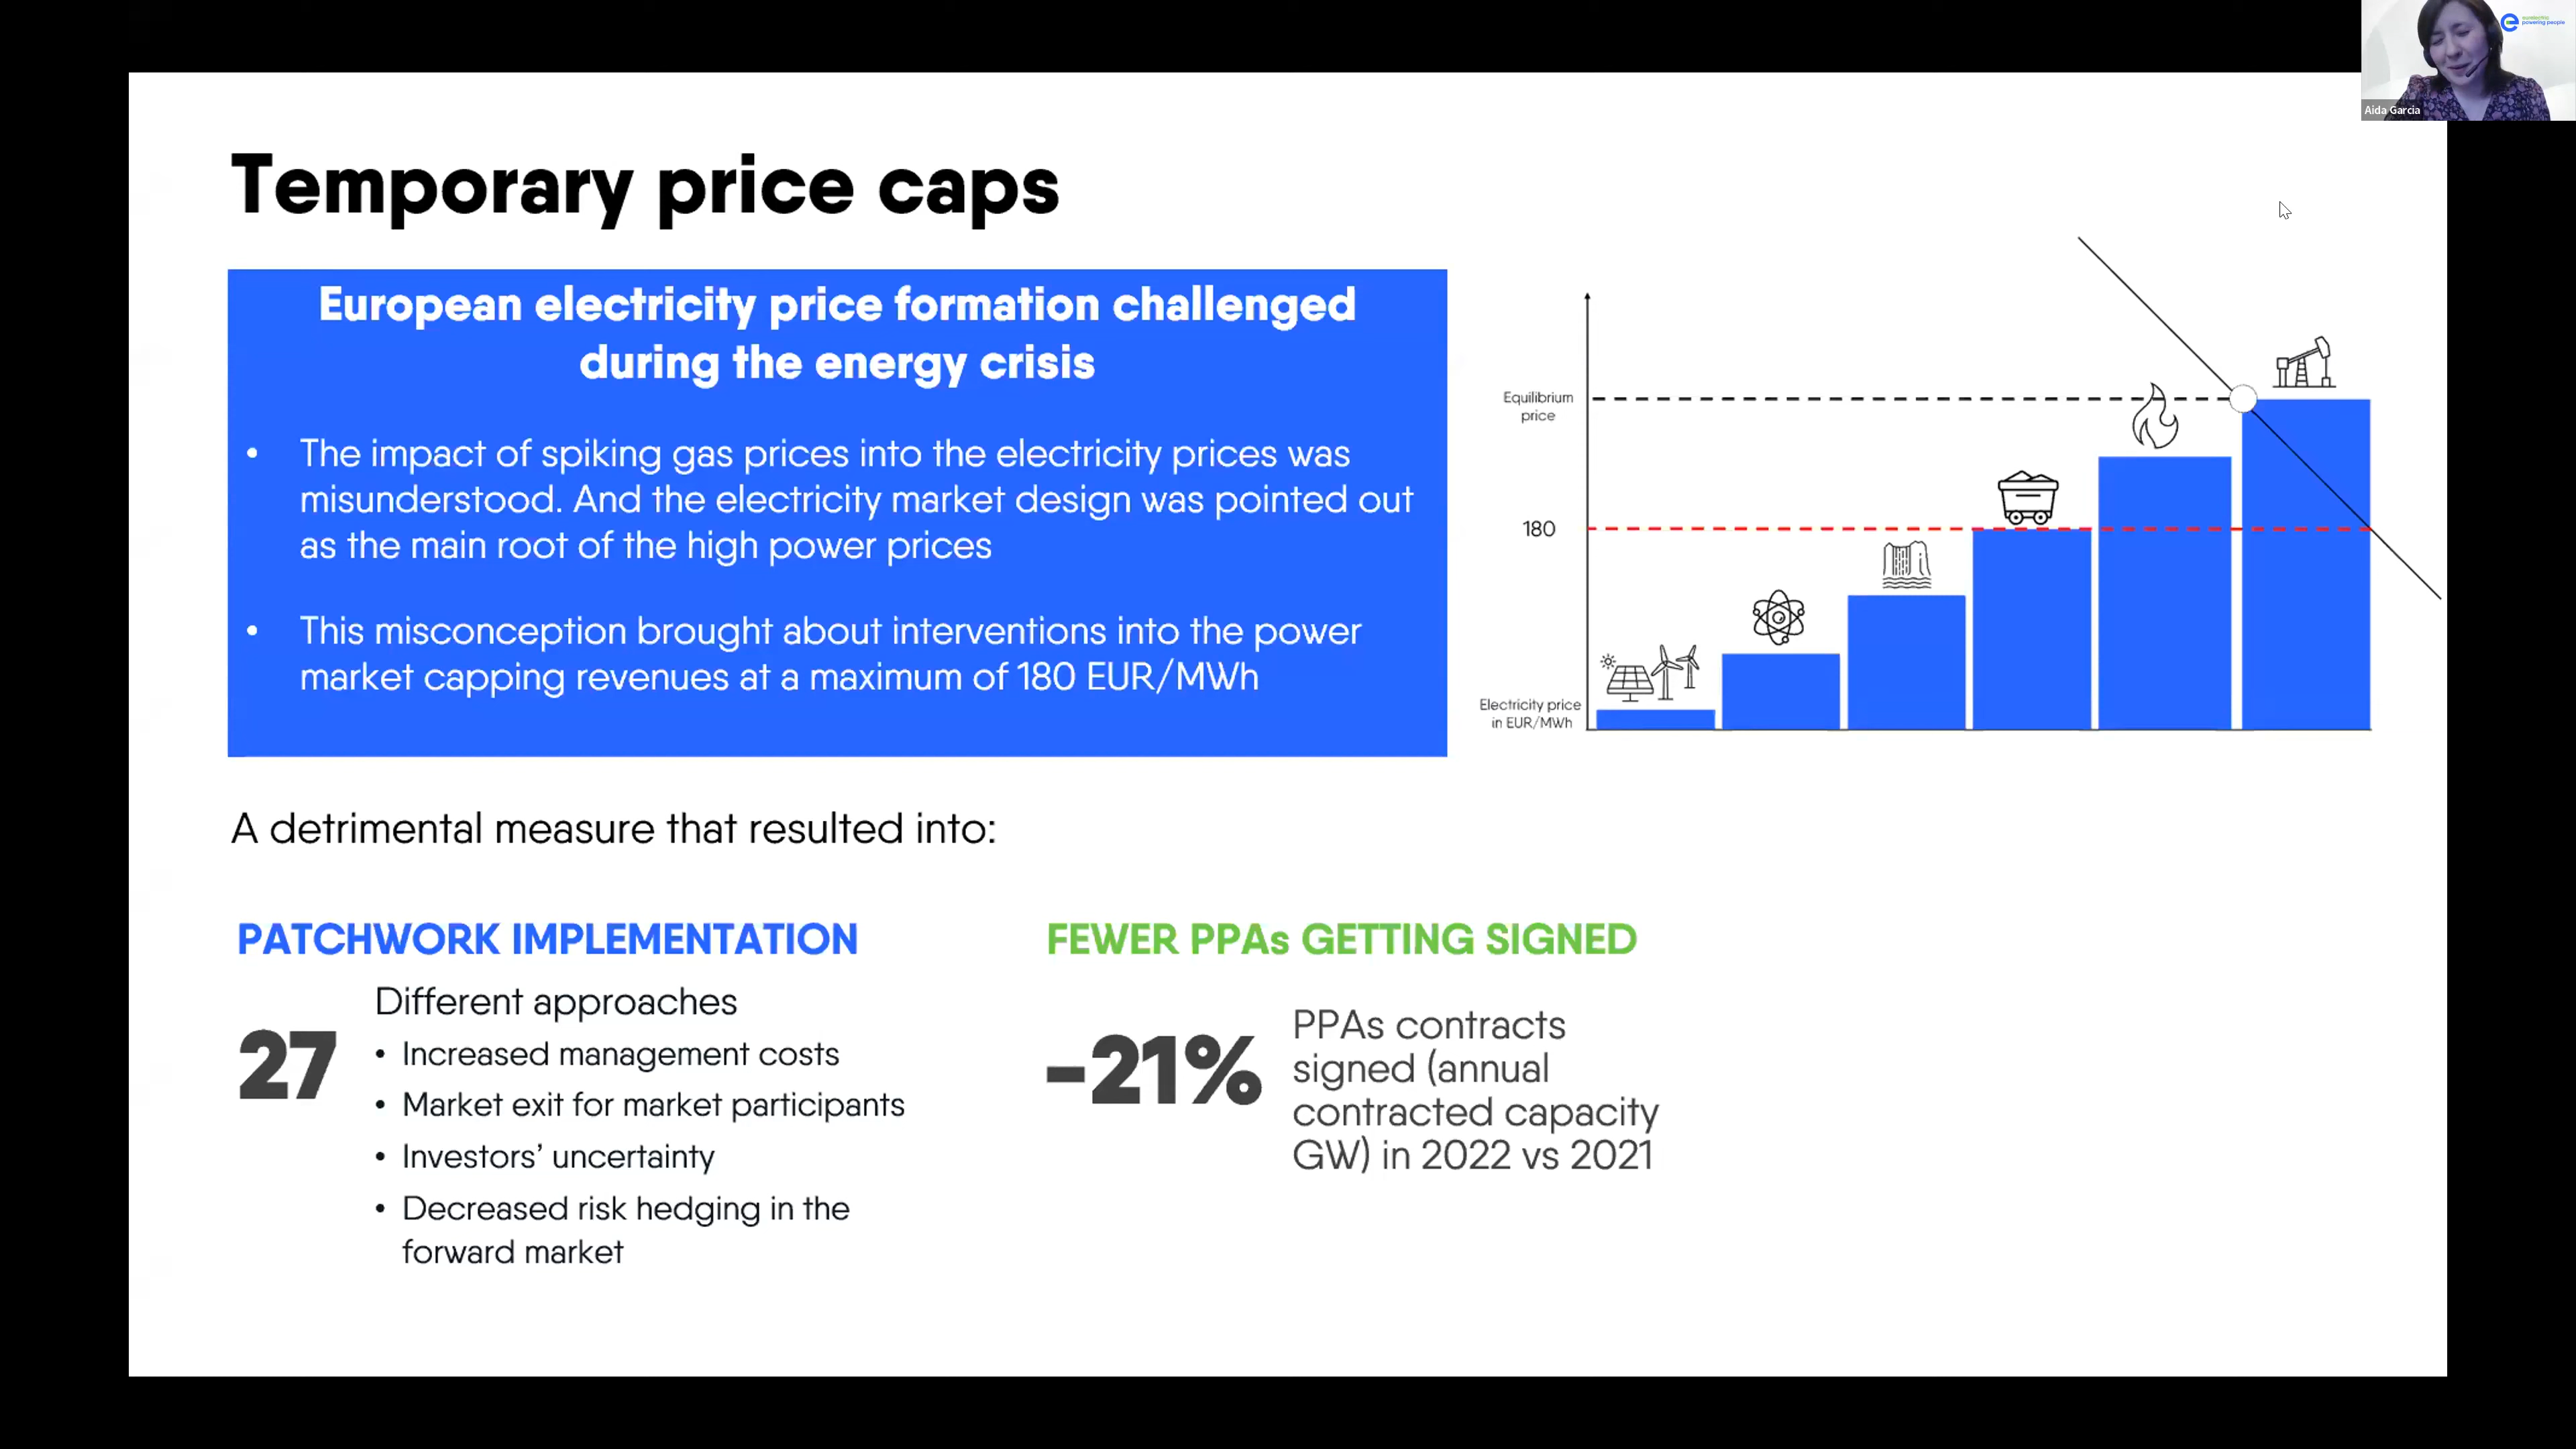 eurelectric
powering people
Aida Garcia
Temporary price caps
European electricity price formation challenged
during the energy crisis
• The impact of spiking gas prices into the electricity prices was
misunderstood. And the electricity market design was pointed out
as the main root of the high power prices
• This misconception brought about interventions into the power
market capping revenues at a maximum of 180 EUR/MWh
Equilibrium
price
180
Electricity price
in EUR/MWh
A detrimental measure that resulted into:
PATCHWORK IMPLEMENTATION
27
Different approaches
• Increased management costs
• Market exit for market participants
• Investors’ uncertainty
• Decreased risk hedging in the
forward market
FEWER PPAs GETTING SIGNED
-21%
PPAs contracts
signed (annual
contracted capacity
GW) in 2022 vs 2021